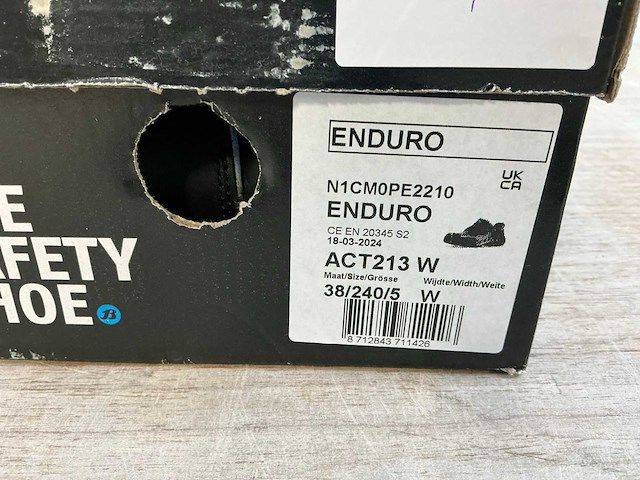 ENDURO
UK
CA
N1CM0PE2210
ENDURO
CE EN 20345 S2
18-03-2024
ACT213 W
Maat/Size/Grösse Wijdte/Width/Weite
38/240/5 W
8 712843 711426
E
AFETY
HOE
B